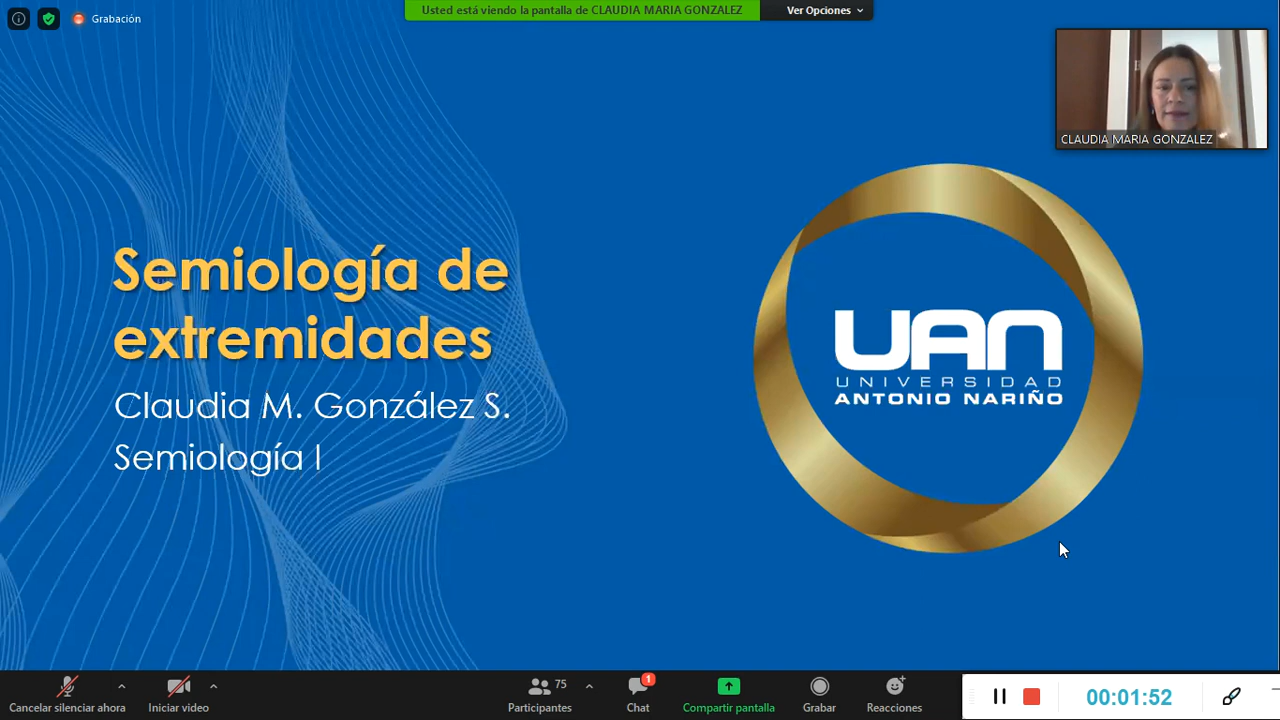 Grabación
Usted está viendo la pantalla de CLAUDIA MARIA GONZALEZ
Ver Opciones
CLAUDIA MARIA GONZALEZ
Semiología de
extremidades
Claudia M. González S.
Semiología I
UAN
UNIVERSIDAD
ANTONIO NARIÑO
Cancelar silenciar ahora
Iniciar video
75
Participantes
1
Chat
Compartir pantalla
Grabar
Reacciones
00:01:52